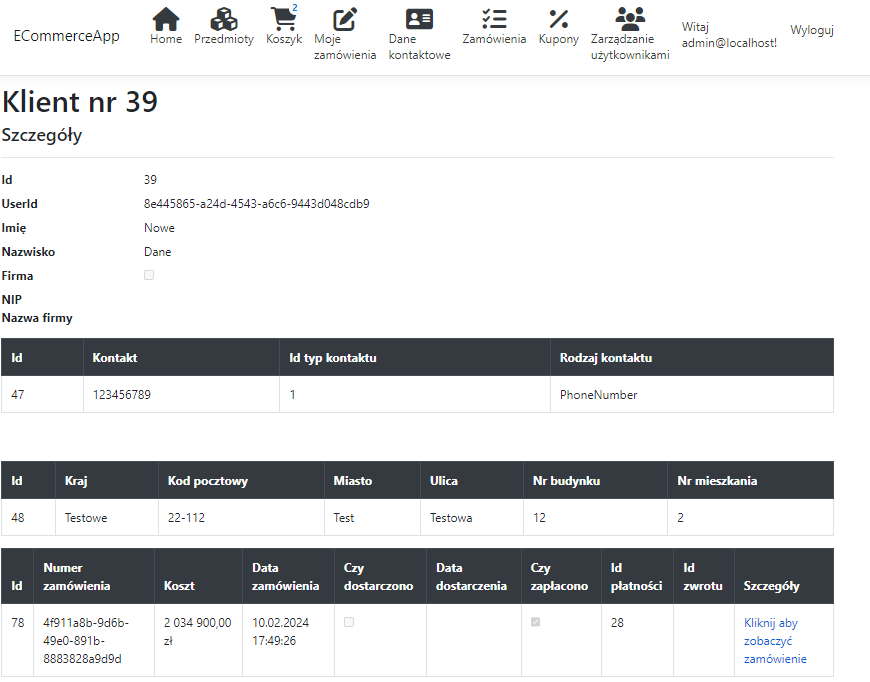 ECommerceApp
Home
Przedmioty
2
Koszyk
Moje
zamówienia
Dane
kontaktowe
Zamówienia
Kupony
Zarządzanie
użytkownikami
Witaj
admin@localhost!
Wyloguj
Klient nr 39
Szczegóły
Id 39
UserId 8e445865-a24d-4543-a6c6-9443d048cdb9
Imię Nowe
Nazwisko Dane
Firma
NIP
Nazwa firmy
Id Kontakt Id typ kontaktu Rodzaj kontaktu
47 123456789 1 PhoneNumber
Id Kraj Kod pocztowy Miasto Ulica Nr budynku Nr mieszkania
48 Testowe 22-112 Test Testowa 12 2
Id
Numer
zamówienia
Koszt
Data
zamówienia
Czy
dostarczono
Data
dostarczenia
Czy
zapłacono
Id
płatności
Id
zwrotu
Szczegóły
78
4f911a8b-9d6b-
49e0-891b-
8883828a9d9d
2 034 900,00
zł
10.02.2024
17:49:26
28
Kliknij aby
zobaczyć
zamówienie